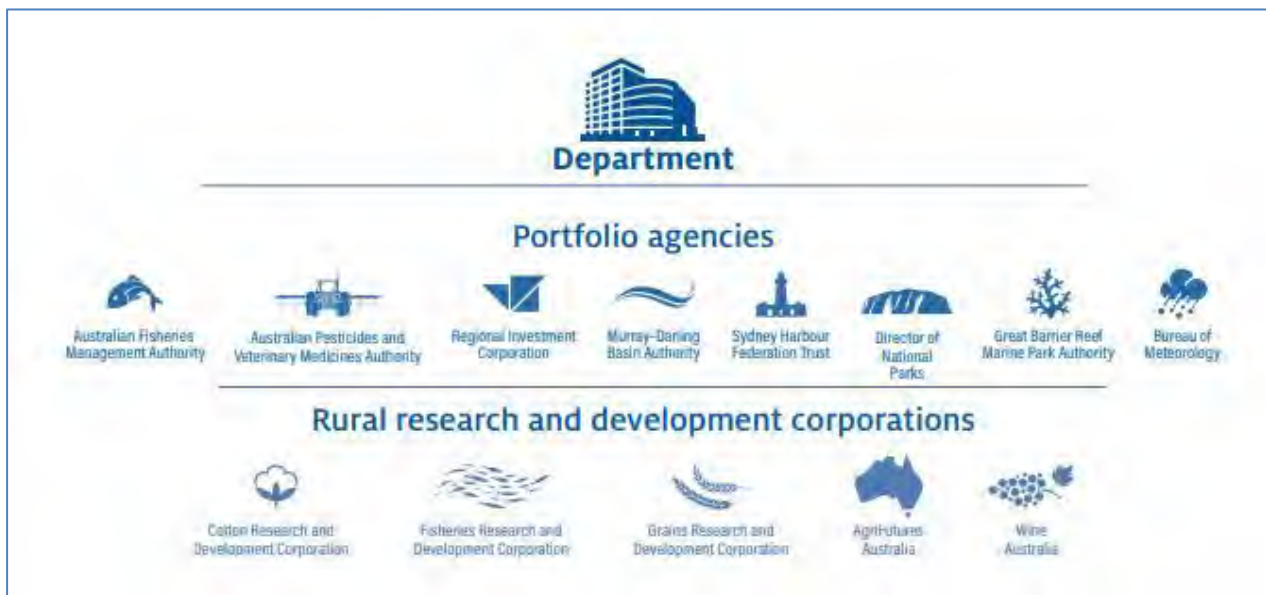 Department
Portfolio agencies
Australian Fisheries
Management Authority
Australian Pesticides and
Veterinary Medicines Authority
Regional Investment
Corporation
Murray–Darling
Basin Authority
Sydney Harbour
Federation Trust
Director of
National
Parks
Great Barrier Reef
Marine Park Authority
Bureau of
Meteorology
Rural research and development corporations
Cotton Research and
Development Corporation
Fisheries Research and
Development Corporation
Grains Research and
Development Corporation
AgriFutures
Australia
Wine
Australia